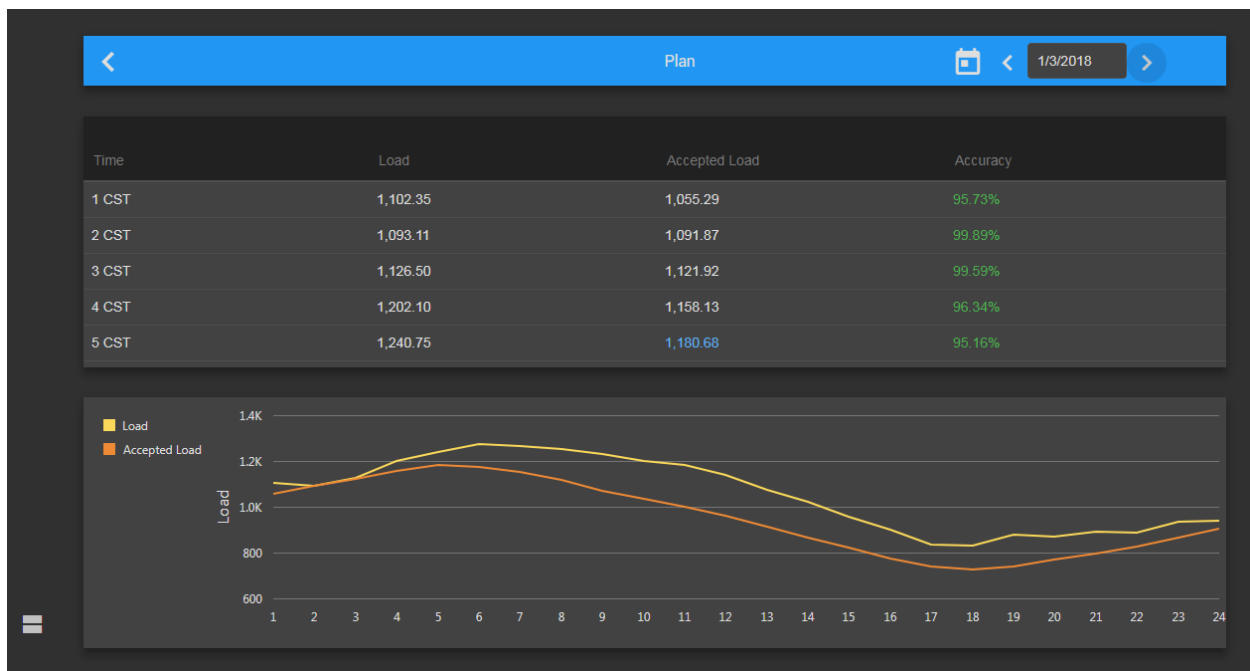 Plan 1/3/2018
Time Load Accepted Load Accuracy
1 CST 1,102.35 1,055.29 95.73%
2 CST 1,093.11 1,091.87 99.89%
3 CST 1,126.50 1,121.92 99.59%
4 CST 1,202.10 1,158.13 96.34%
5 CST 1,240.75 1,180.68 95.16%
Load
Accepted Load
Load
1.4K
1.2K
1.0K
800
600
1 2 3 4 5 6 7 8 9 10 11 12 13 14 15 16 17 18 19 20 21 22 23 24